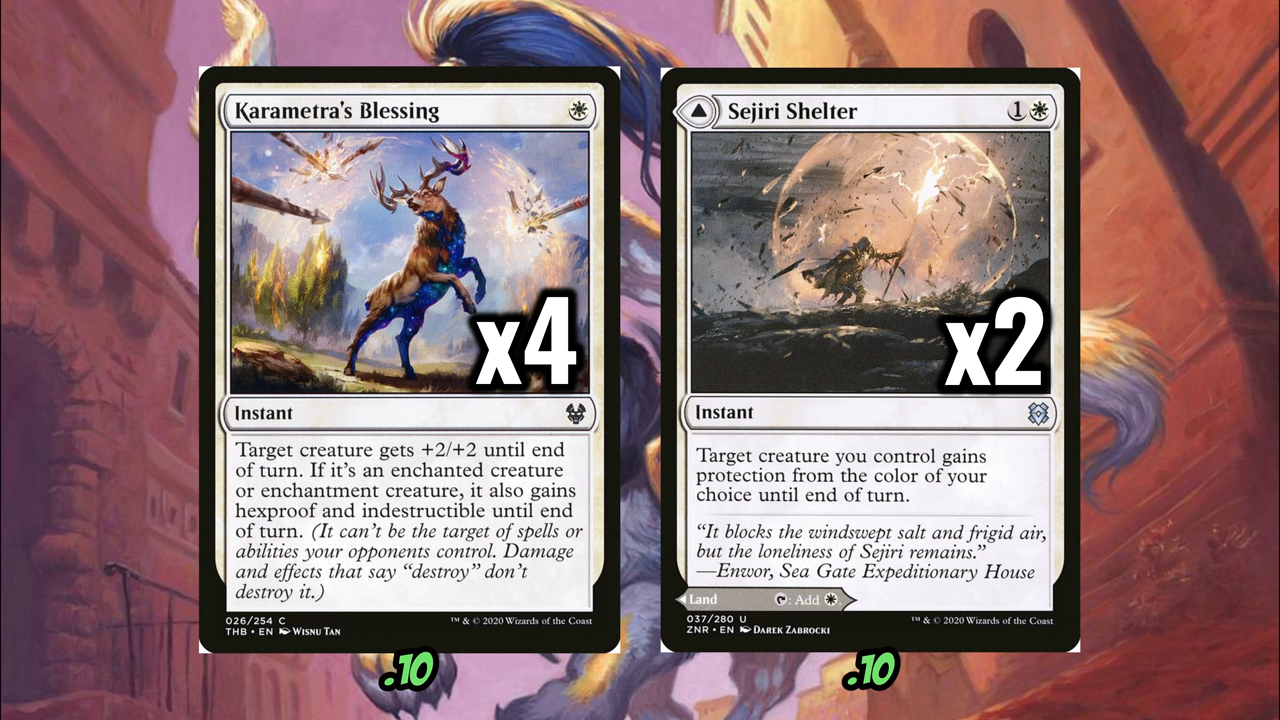 Karametra's Blessing
x4
Instant
Target creature gets +2/+2 until end
of turn. If it's an enchanted creature
or enchantment creature, it also gains
hexproof and indestructible until end
of turn. (It can't be the target of spells or
abilities your opponents control. Damage
and effects that say "destroy" don't
destroy it.)
026/254 C
THB • EN Wisnu Tan
™ & © 2020 Wizards of the Coast
.10
Sejiri Shelter
1
x2
Instant
Target creature you control gains
protection from the color of your
choice until end of turn.
"It blocks the windswept salt and frigid air,
but the loneliness of Sejiri remains."
—Enwor, Sea Gate Expeditionary House
Land
: Add .
037/280 U
ZNR • EN Darek Zabrocki
™ & © 2020 Wizards of the Coast
.10